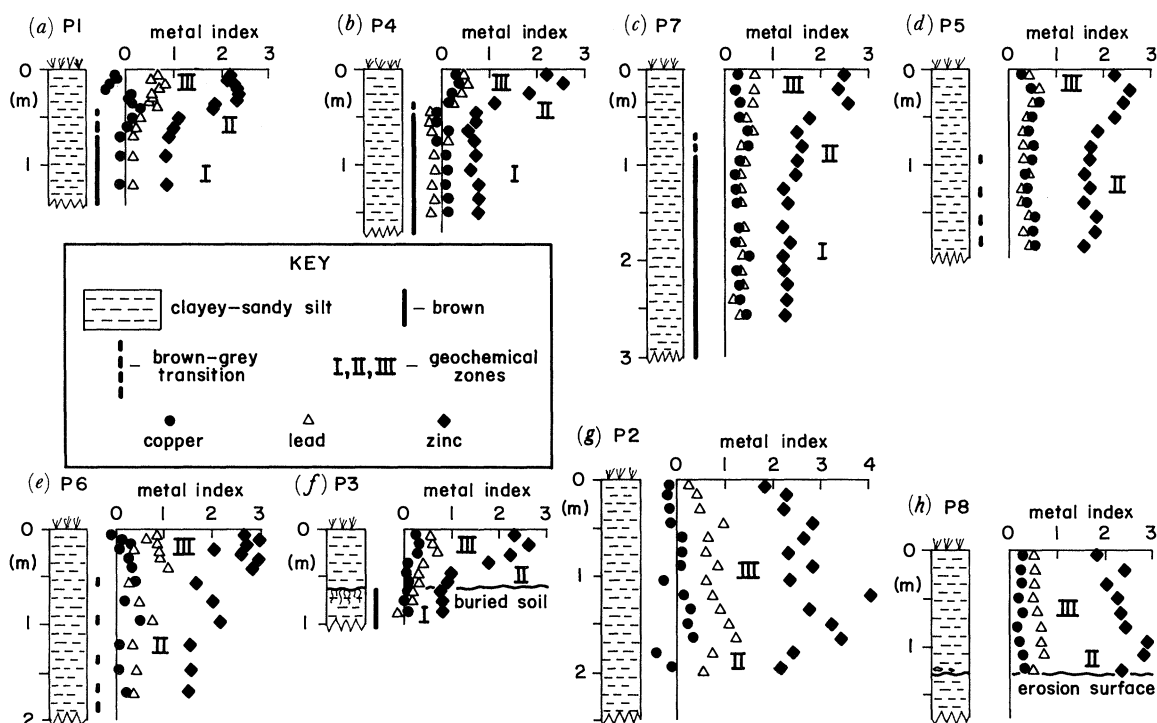 (a) P1
metal index
0 1 2 3
0
(m)
1
III
II
I
(b) P4
metal index
0 1 2 3
0
(m)
1
III
II
I
(c) P7
metal index
0 1 2 3
0
(m)
1
2
3
III
II
I
(d) P5
metal index
0 1 2 3
0
(m)
1
2
III
II
KEY
clayey–sandy silt
– brown
– brown–grey
transition
I, II, III – geochemical
zones
copper
lead
zinc
(e) P6
metal index
0 1 2 3
0
(m)
1
2
III
II
(f) P3
metal index
0 1 2 3
0
(m)
1
III
II
buried soil
I
(g) P2
metal index
0 1 2 3 4
0
(m)
1
2
III
II
(h) P8
metal index
0 1 2 3
0
(m)
1
III
II
erosion surface